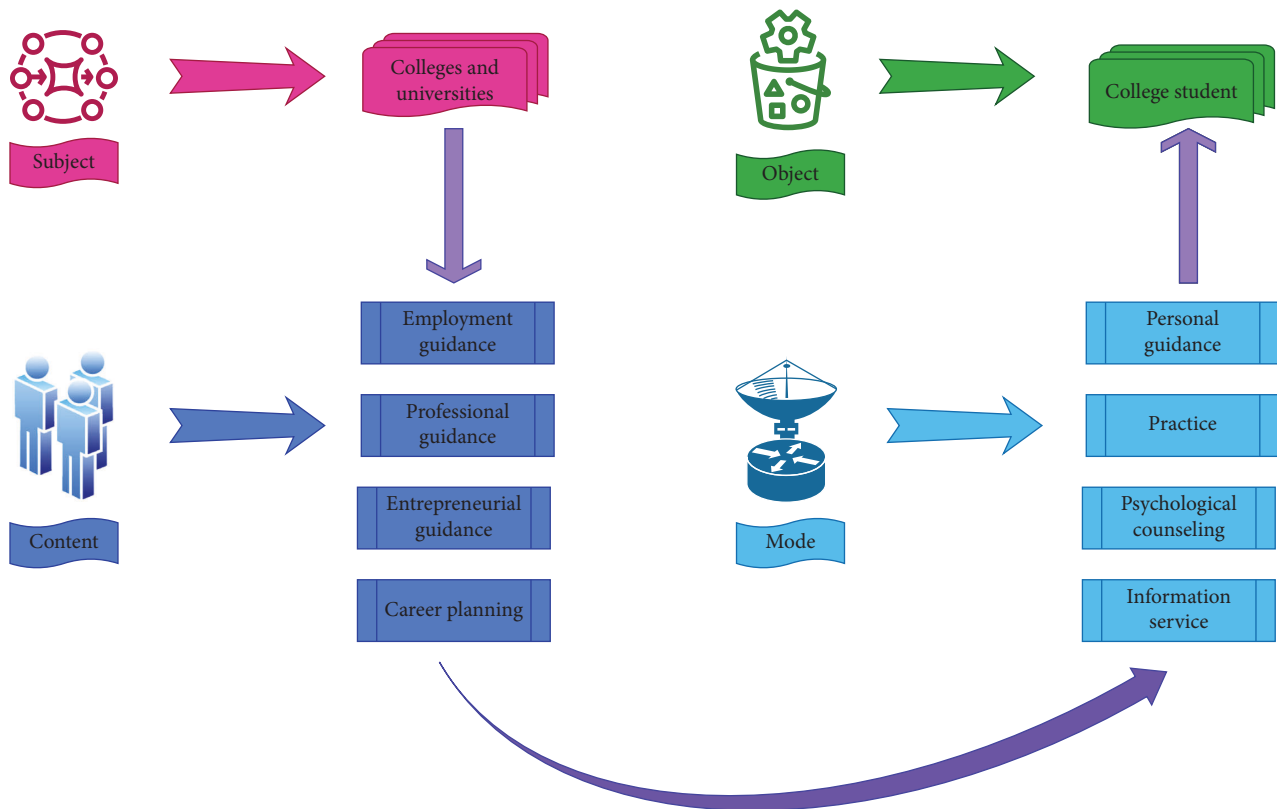 Subject
Colleges and
universities
Object
College student
Content
Employment
guidance
Professional
guidance
Entrepreneurial
guidance
Career planning
Mode
Personal
guidance
Practice
Psychological
counseling
Information
service